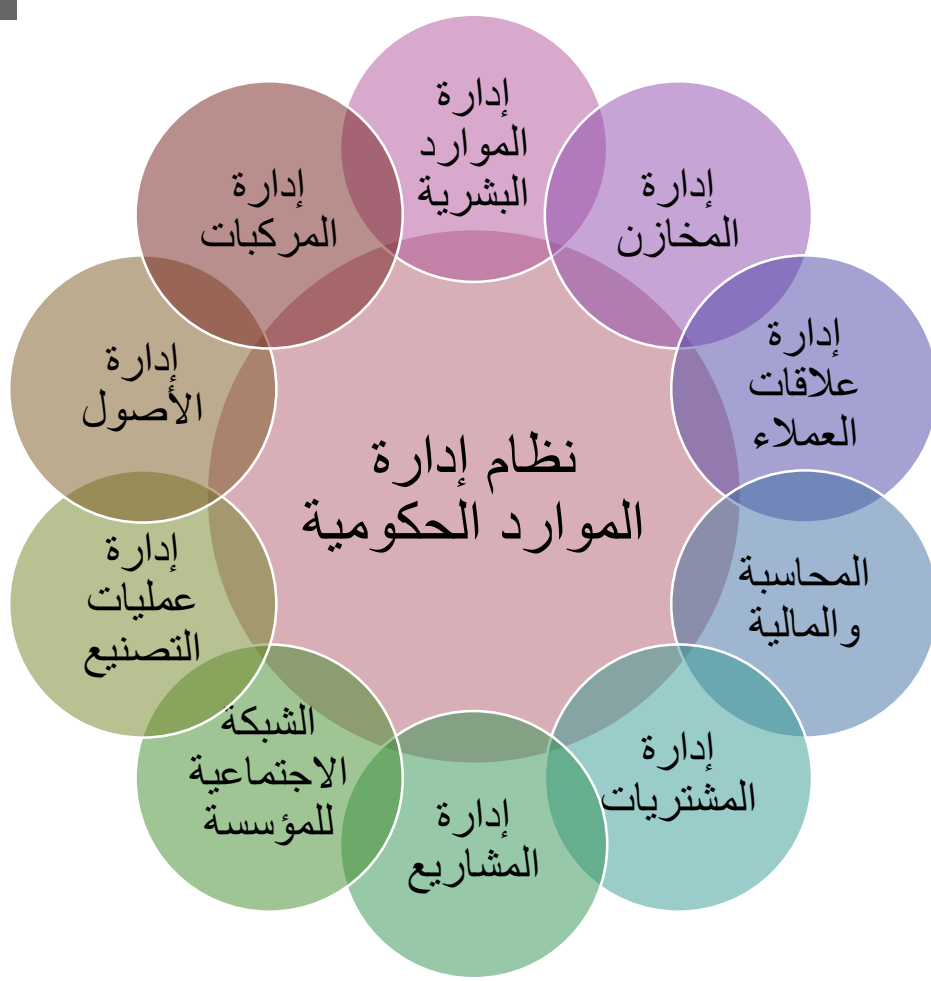 نظام إدارة
الموارد الحكومية
إدارة
الموارد
البشرية
إدارة
المخازن
إدارة
علاقات
العملاء
المحاسبة
والمالية
إدارة
المشتريات
إدارة
المشاريع
الشبكة
الاجتماعية
للمؤسسة
إدارة
عمليات
التصنيع
إدارة
الأصول
إدارة
المركبات